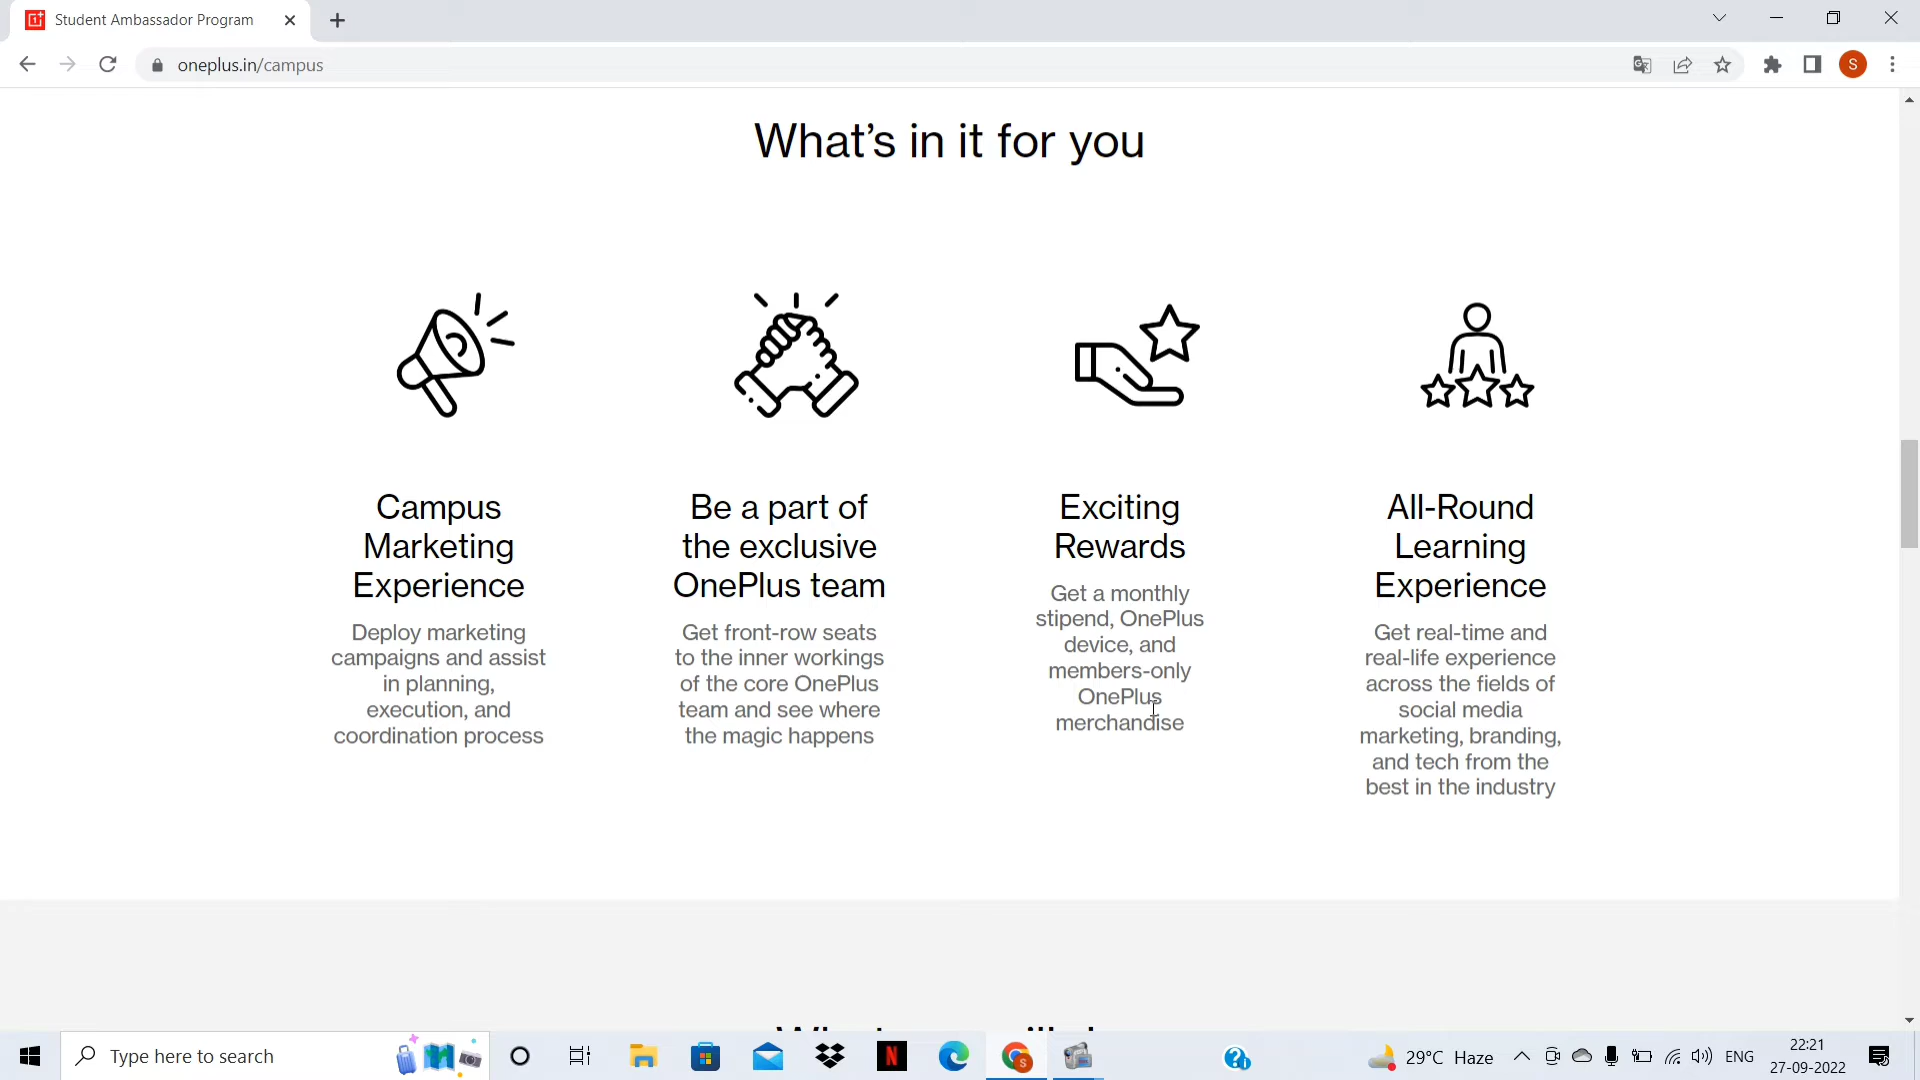 Student Ambassador Program
oneplus.in/campus
S
What's in it for you
Campus
Marketing
Experience
Deploy marketing
campaigns and assist
in planning,
execution, and
coordination process
Be a part of
the exclusive
OnePlus team
Get front-row seats
to the inner workings
of the core OnePlus
team and see where
the magic happens
Exciting
Rewards
Get a monthly
stipend, OnePlus
device, and
members-only
OnePlus
merchandise
All-Round
Learning
Experience
Get real-time and
real-life experience
across the fields of
social media
marketing, branding,
and tech from the
best in the industry
Type here to search
29°C Haze
ENG
22:21
27-09-2022